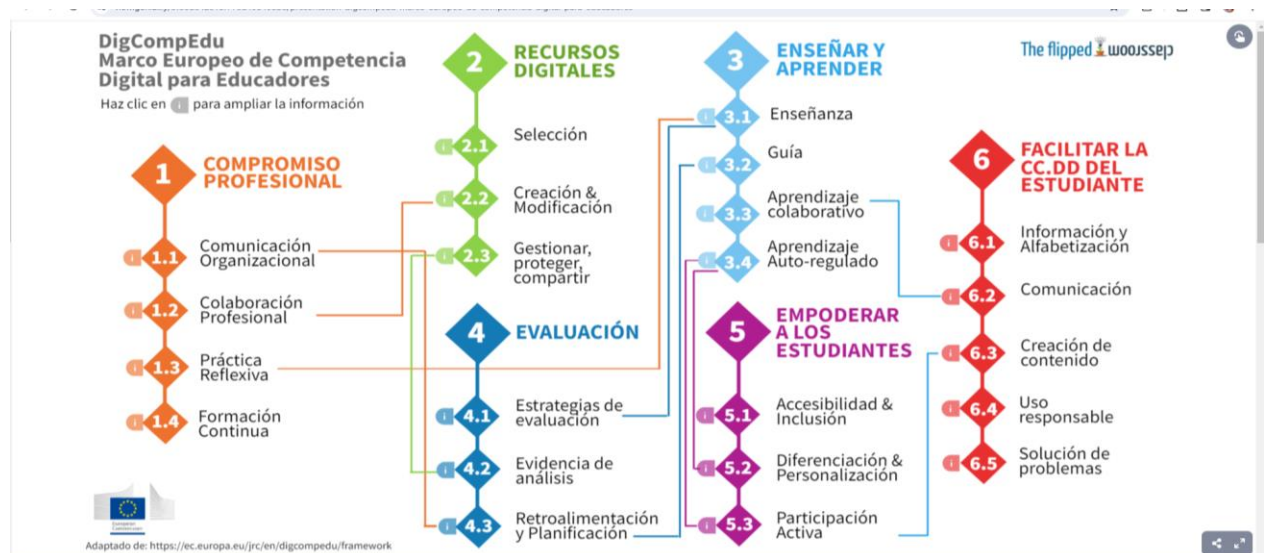 DigCompEdu
Marco Europeo de Competencia
Digital para Educadores
Haz clic en i para ampliar la información
The flipped classroom
1
COMPROMISO
PROFESIONAL
i 1.1
Comunicación
Organizacional
i 1.2
Colaboración
Profesional
i 1.3
Práctica
Reflexiva
i 1.4
Formación
Continua
2
RECURSOS
DIGITALES
i 2.1
Selección
i 2.2
Creación &
Modificación
i 2.3
Gestionar,
proteger,
compartir
3
ENSEÑAR Y
APRENDER
i 3.1
Enseñanza
i 3.2
Guía
i 3.3
Aprendizaje
colaborativo
i 3.4
Aprendizaje
Auto-regulado
4
EVALUACIÓN
i 4.1
Estrategias de
evaluación
i 4.2
Evidencia de
análisis
i 4.3
Retroalimentación
y Planificación
5
EMPODERAR
A LOS
ESTUDIANTES
i 5.1
Accesibilidad &
Inclusión
i 5.2
Diferenciación &
Personalización
i 5.3
Participación
Activa
6
FACILITAR LA
CC.DD DEL
ESTUDIANTE
i 6.1
Información y
Alfabetización
i 6.2
Comunicación
i 6.3
Creación de
contenido
i 6.4
Uso
responsable
i 6.5
Solución de
problemas
Adaptado de: https://ec.europa.eu/jrc/en/digcompedu/framework